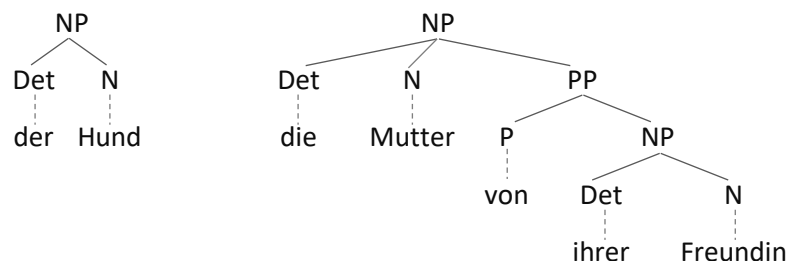 NP NP
Det N Det N PP
der Hund die Mutter P NP
von Det N
ihrer Freundin